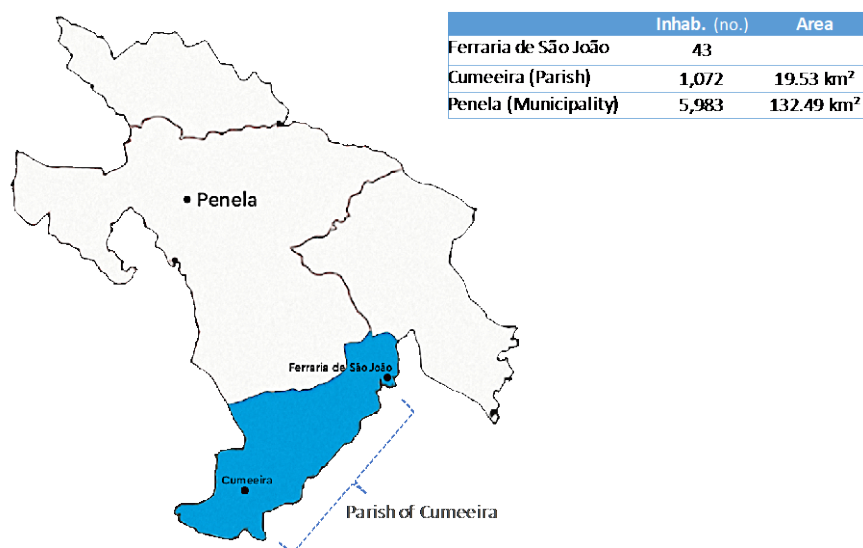 Inhab. (no.) Area
Ferraria de São João 43
Cumeeira (Parish) 1,072 19.53 km²
Penela (Municipality) 5,983 132.49 km²
Penela
Ferraria de São João
Cumeeira
Parish of Cumeeira